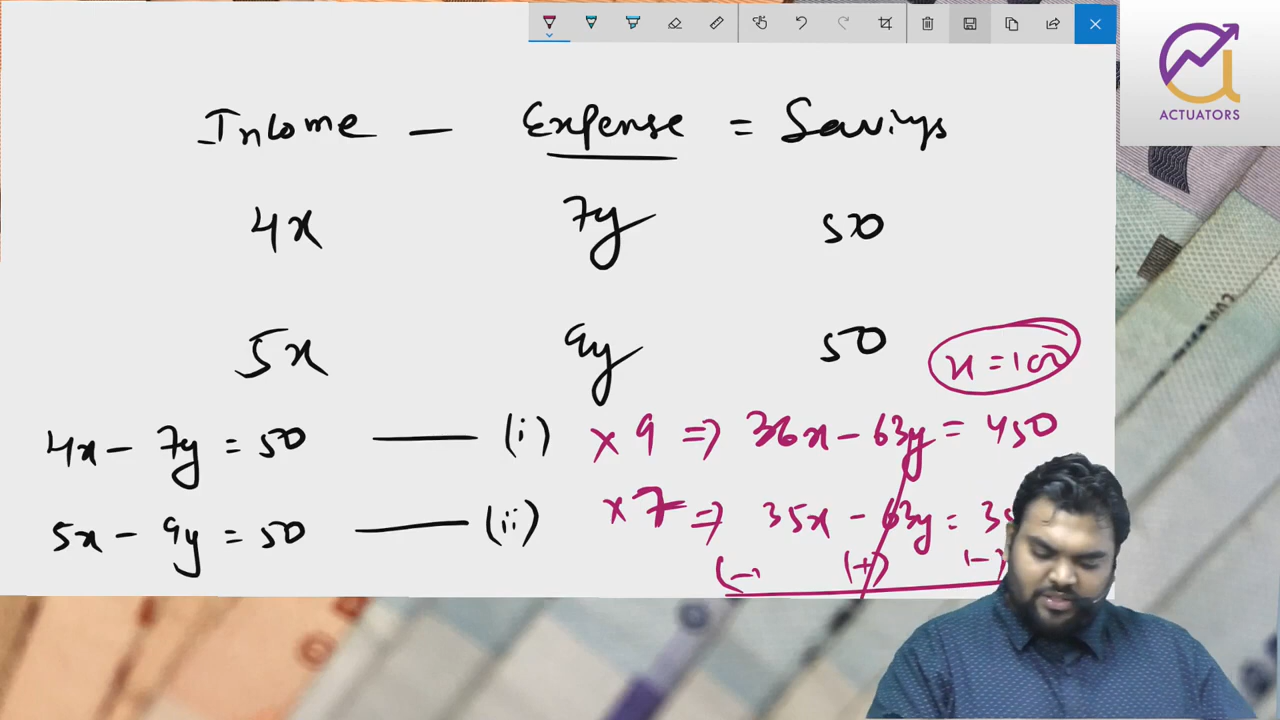 ACTUATORS
Income — Expense = Savings
4x 7y 50
5x 9y 50
x = 100
4x - 7y = 50 (i) x 9 ⇒ 36x - 63y = 450
5x - 9y = 50 (ii) x 7 ⇒ 35x - 63y =
(-) (+) (-)